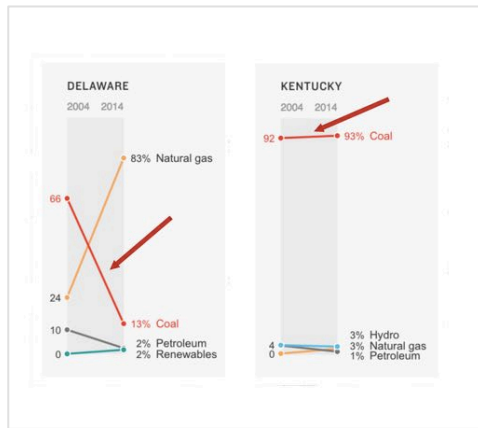 DELAWARE
2004 2014
83% Natural gas
66
24
13% Coal
10
2% Petroleum
0
2% Renewables
KENTUCKY
2004 2014
92
93% Coal
3% Hydro
4
3% Natural gas
0
1% Petroleum